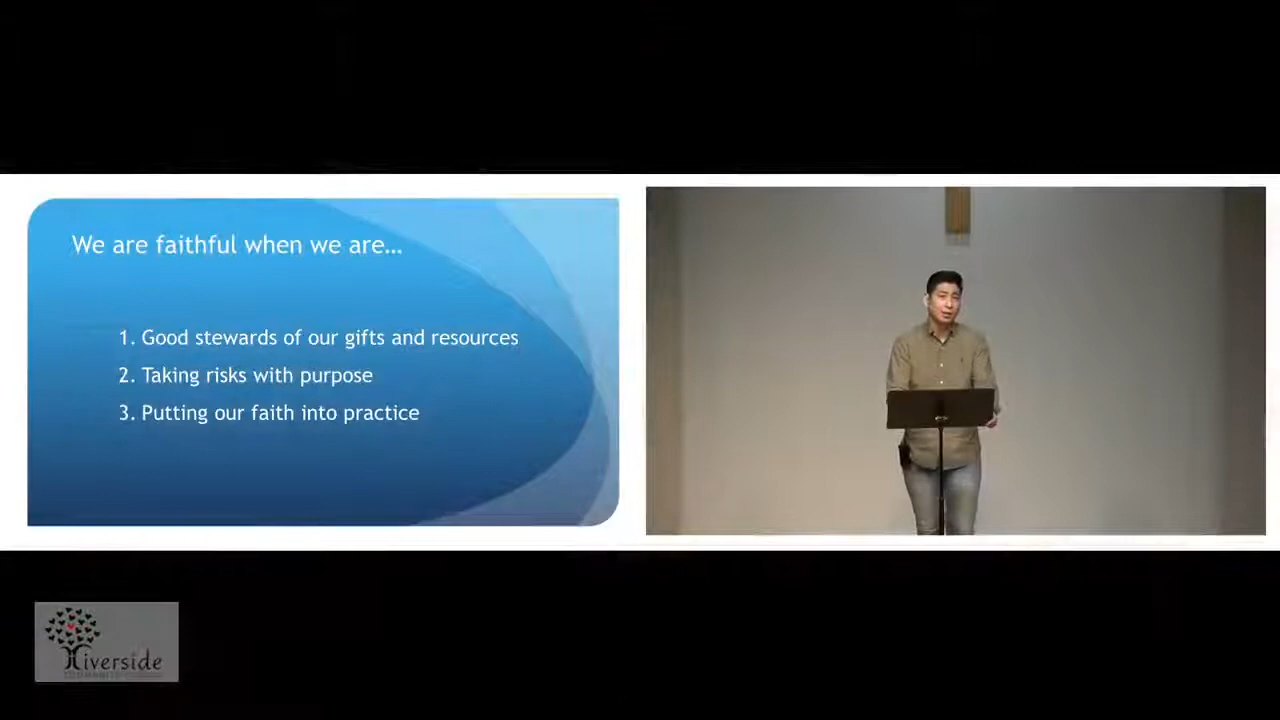 We are faithful when we are…
1. Good stewards of our gifts and resources
2. Taking risks with purpose
3. Putting our faith into practice
Riverside